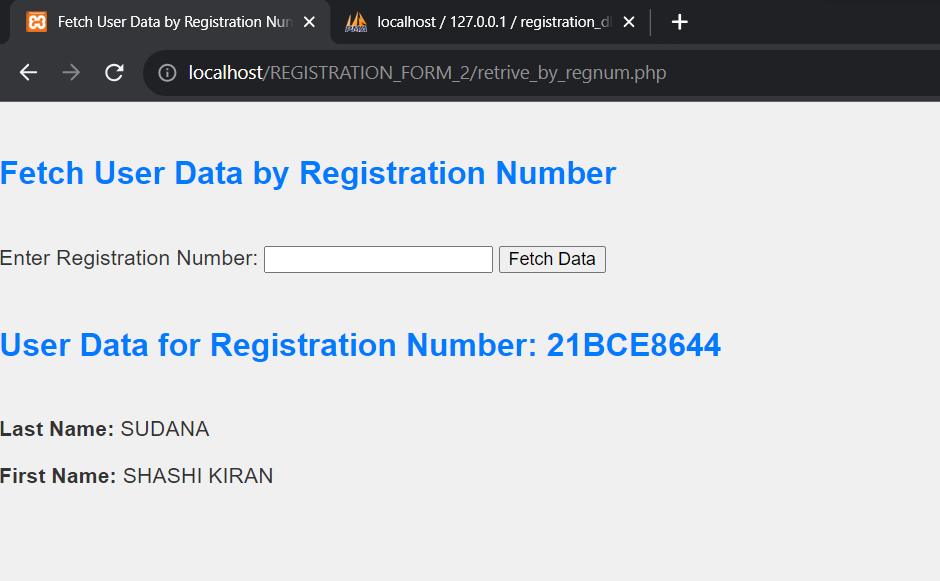 Fetch User Data by Registration Nun
localhost / 127.0.0.1 / registration_d
localhost/REGISTRATION_FORM_2/retrive_by_regnum.php
Fetch User Data by Registration Number
Enter Registration Number: Fetch Data
User Data for Registration Number: 21BCE8644
Last Name: SUDANA
First Name: SHASHI KIRAN